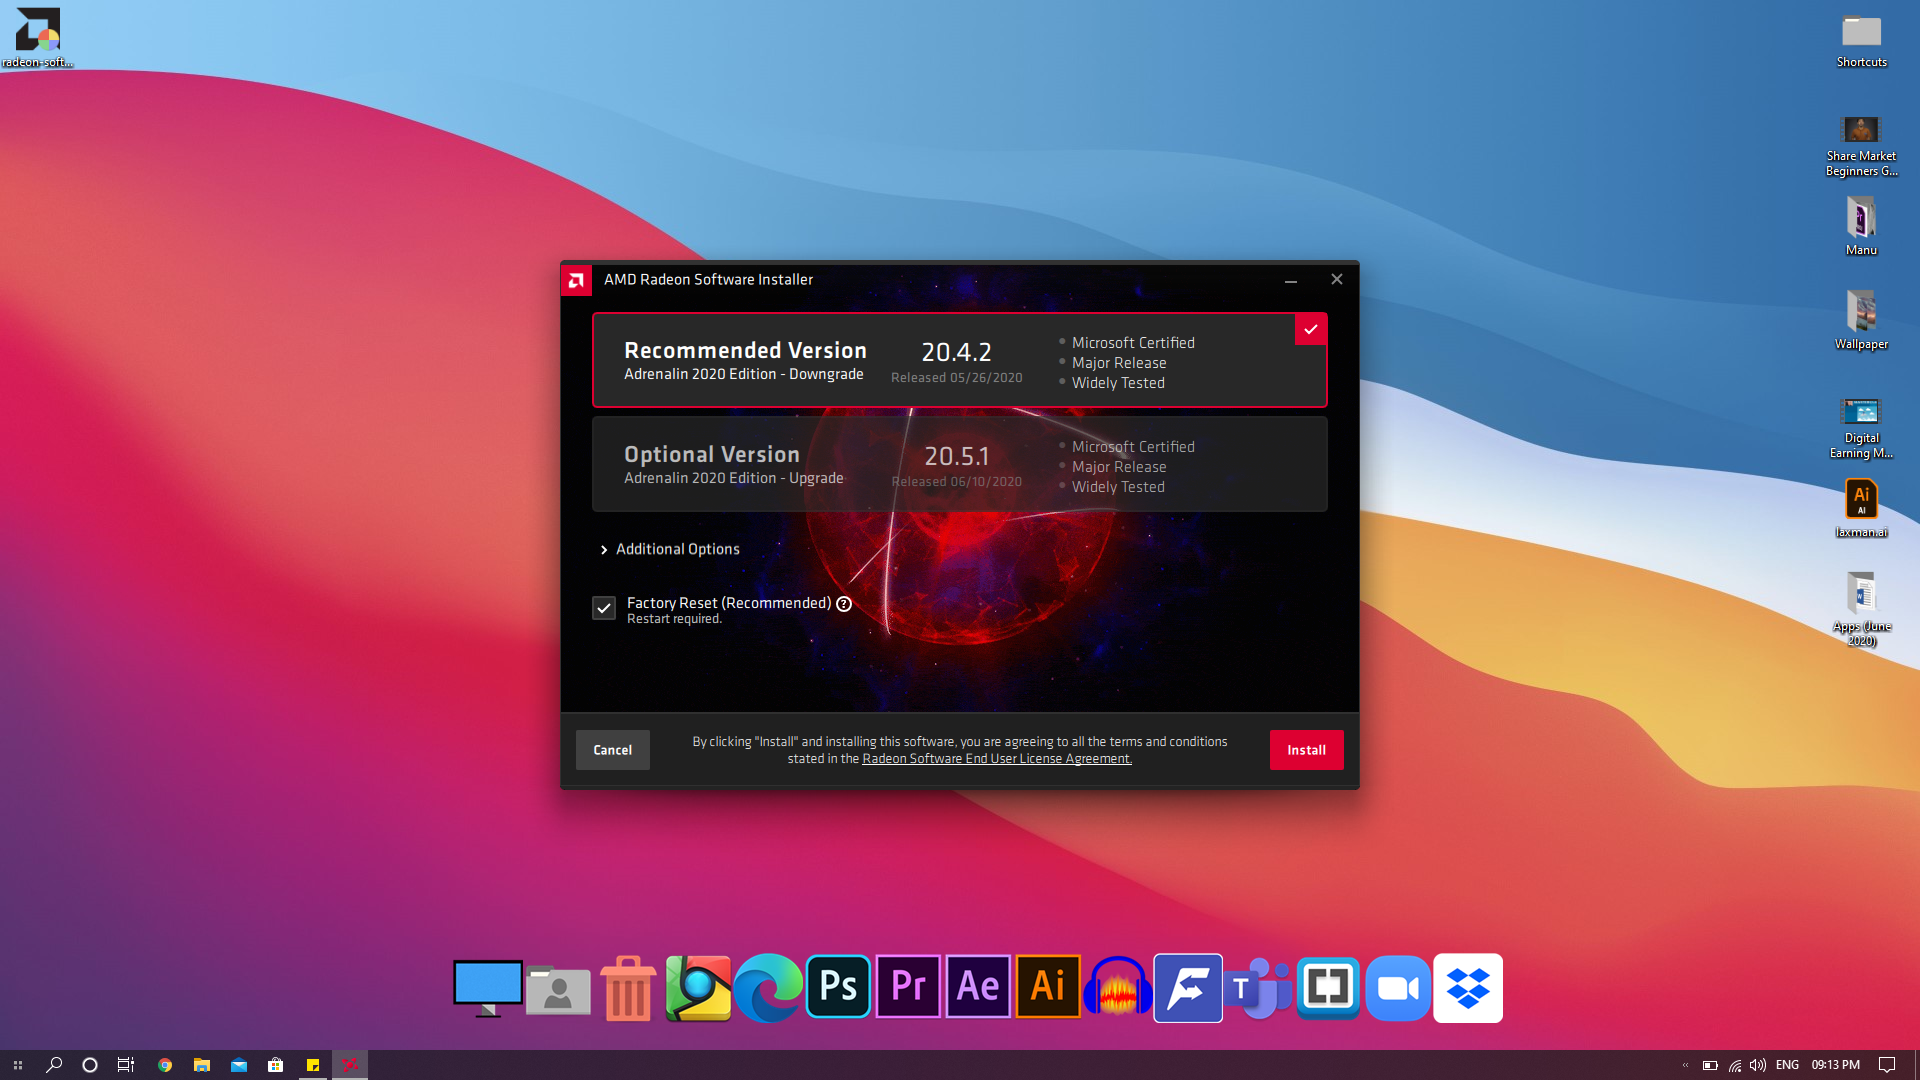 radeon-soft...
Shortcuts
Share Market
Beginners G...
Manu
Wallpaper
Digital
Earning M...
Ai
AI
laxman.ai
Apps (June
2020)
AMD Radeon Software Installer
Recommended Version
Adrenalin 2020 Edition - Downgrade
20.4.2
Released 05/26/2020
Microsoft Certified
Major Release
Widely Tested
Optional Version
Adrenalin 2020 Edition - Upgrade
20.5.1
Released 06/10/2020
Microsoft Certified
Major Release
Widely Tested
Additional Options
Factory Reset (Recommended) ?
Restart required.
Cancel
By clicking "Install" and installing this software, you are agreeing to all the terms and conditions
stated in the Radeon Software End User License Agreement.
Install
Ps
Pr
Ae
Ai
T
ENG
09:13 PM